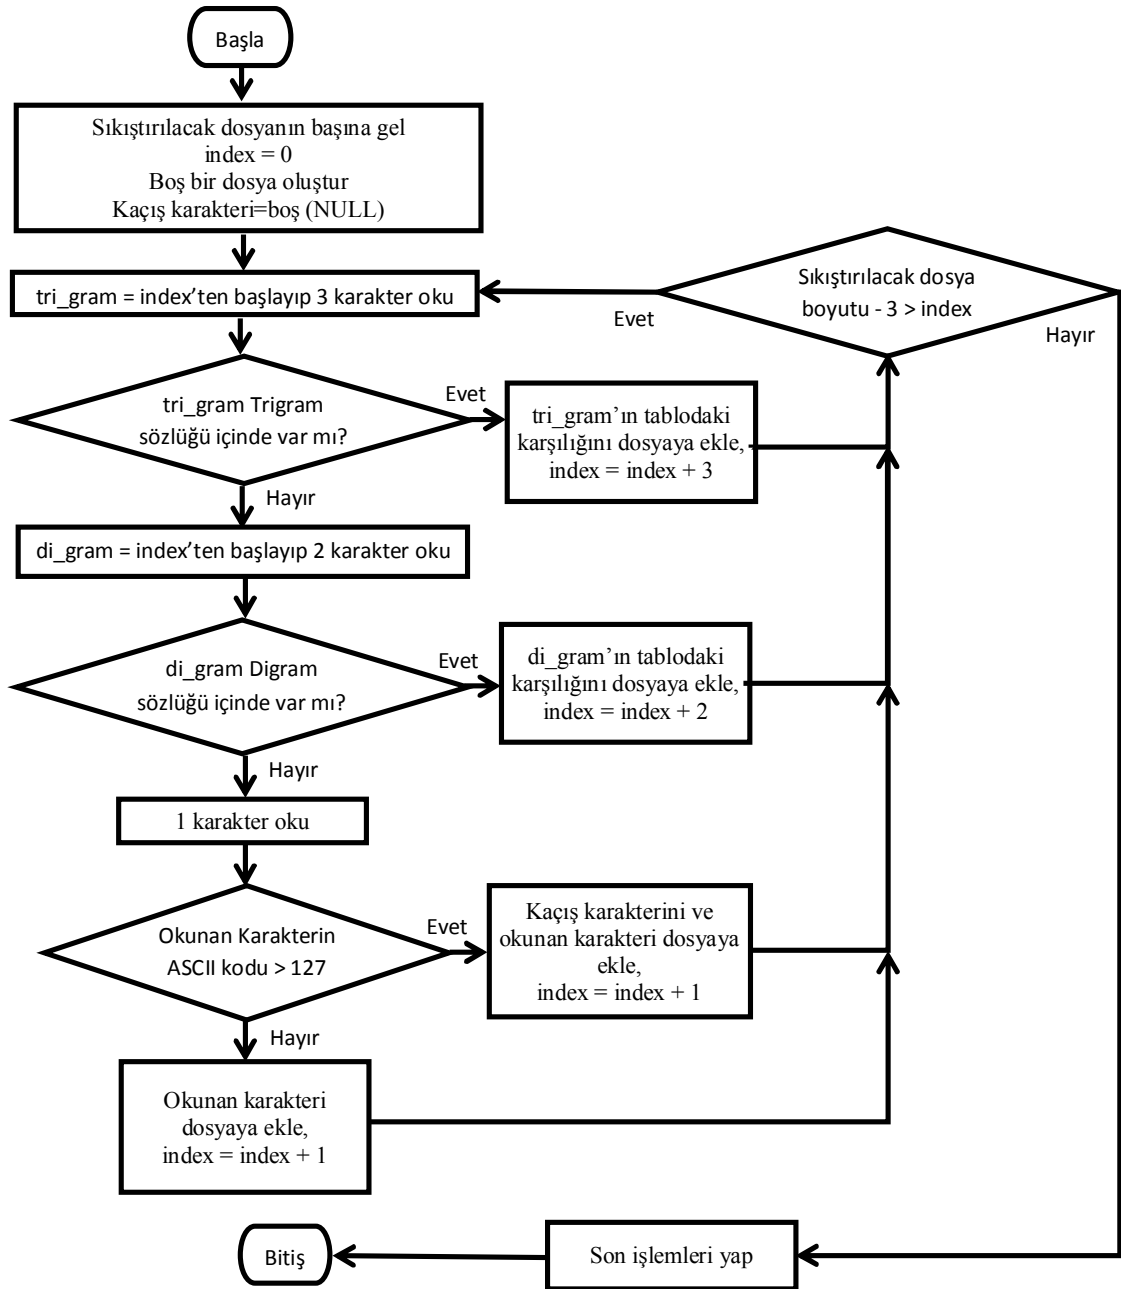 Başla
Sıkıştırılacak dosyanın başına gel
index = 0
Boş bir dosya oluştur
Kaçış karakteri=boş (NULL)
tri_gram = index’ten başlayıp 3 karakter oku
Sıkıştırılacak dosya
boyutu - 3 > index
Evet
Hayır
tri_gram Trigram
sözlüğü içinde var mı?
Evet
tri_gram’ın tablodaki
karşılığını dosyaya ekle,
index = index + 3
Hayır
di_gram = index’ten başlayıp 2 karakter oku
di_gram Digram
sözlüğü içinde var mı?
Evet
di_gram’ın tablodaki
karşılığını dosyaya ekle,
index = index + 2
Hayır
1 karakter oku
Okunan Karakterin
ASCII kodu > 127
Evet
Kaçış karakterini ve
okunan karakteri dosyaya
ekle,
index = index + 1
Hayır
Okunan karakteri
dosyaya ekle,
index = index + 1
Bitiş
Son işlemleri yap